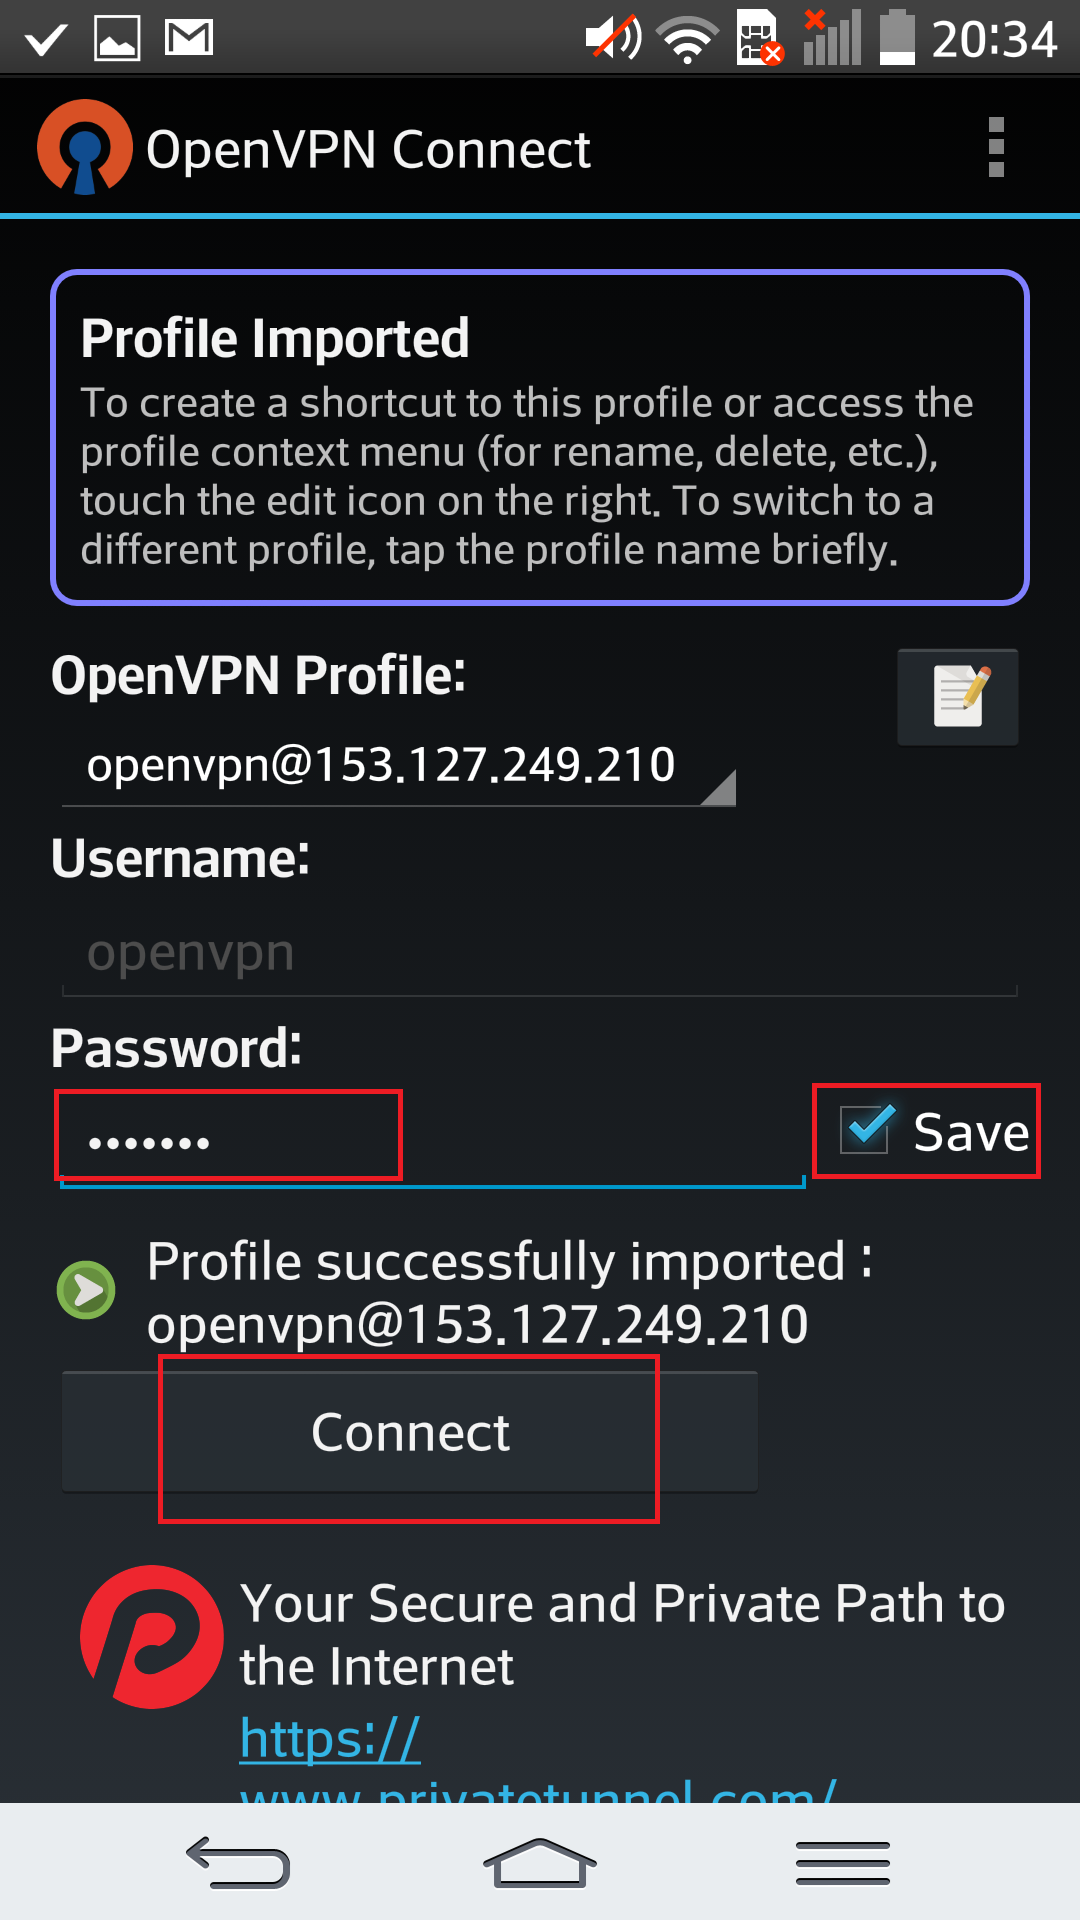 20:34
OpenVPN Connect
Profile Imported
To create a shortcut to this profile or access the
profile context menu (for rename, delete, etc.),
touch the edit icon on the right. To switch to a
different profile, tap the profile name briefly.
OpenVPN Profile:
openvpn@153.127.249.210
Username:
openvpn
Password:
•••••••
Save
Profile successfully imported :
openvpn@153.127.249.210
Connect
Your Secure and Private Path to
the Internet
https://
www.privatetunnel.com/